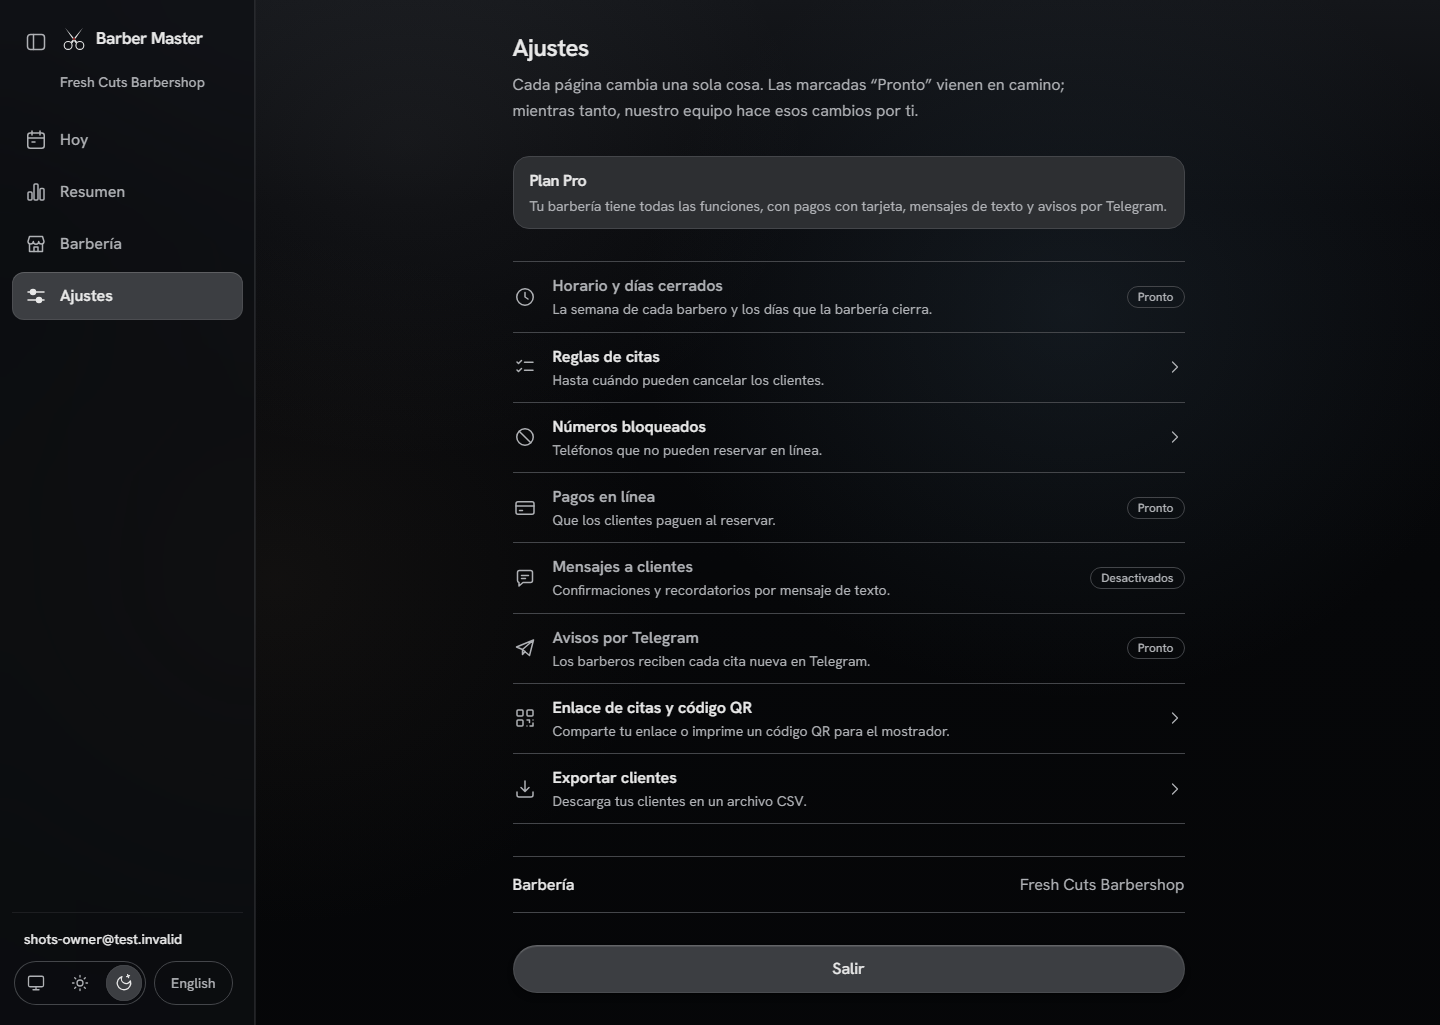 Barber Master
Fresh Cuts Barbershop
Hoy
Resumen
Barbería
Ajustes
shots-owner@test.invalid
English
Ajustes
Cada página cambia una sola cosa. Las marcadas “Pronto” vienen en camino;
mientras tanto, nuestro equipo hace esos cambios por ti.
Plan Pro
Tu barbería tiene todas las funciones, con pagos con tarjeta, mensajes de texto y avisos por Telegram.
Horario y días cerrados
La semana de cada barbero y los días que la barbería cierra.
Pronto
Reglas de citas
Hasta cuándo pueden cancelar los clientes.
Números bloqueados
Teléfonos que no pueden reservar en línea.
Pagos en línea
Que los clientes paguen al reservar.
Pronto
Mensajes a clientes
Confirmaciones y recordatorios por mensaje de texto.
Desactivados
Avisos por Telegram
Los barberos reciben cada cita nueva en Telegram.
Pronto
Enlace de citas y código QR
Comparte tu enlace o imprime un código QR para el mostrador.
Exportar clientes
Descarga tus clientes en un archivo CSV.
Barbería
Fresh Cuts Barbershop
Salir